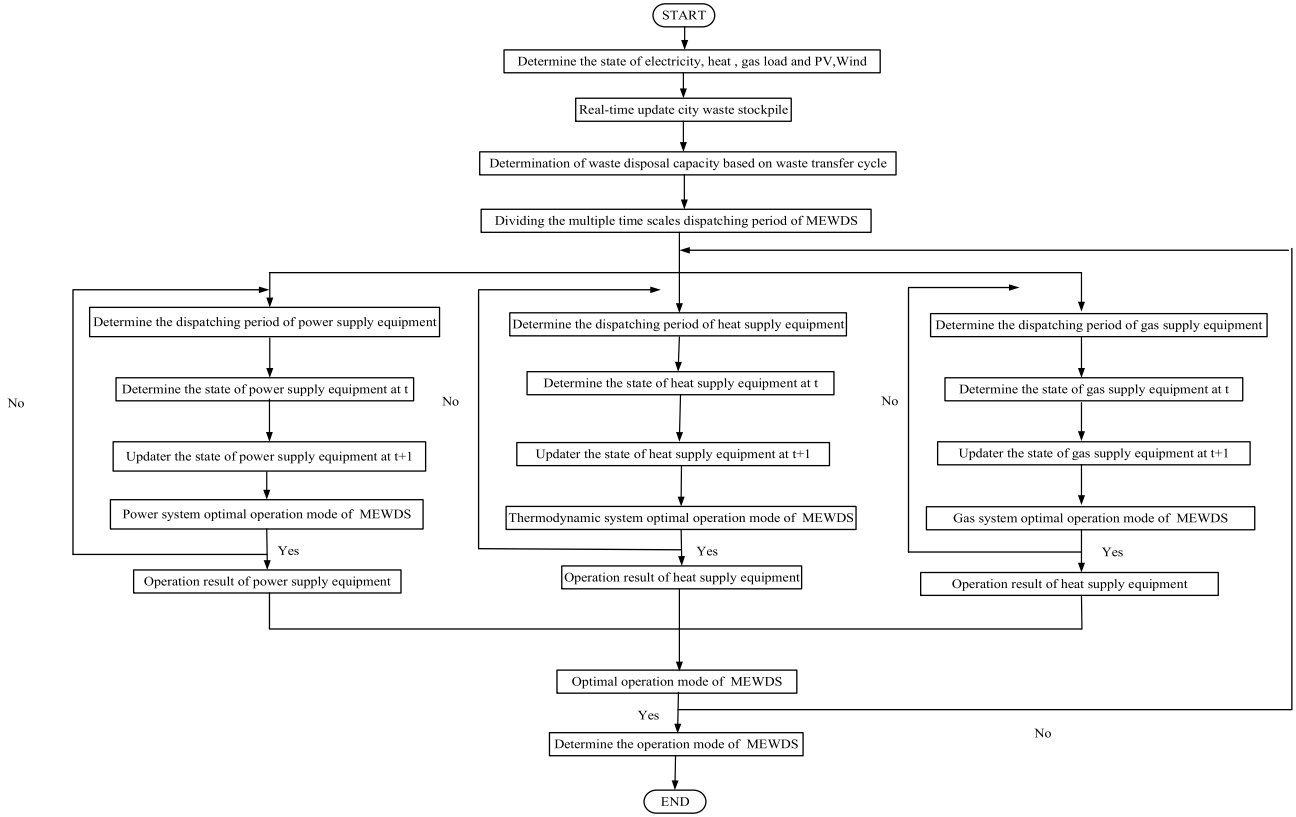 START
Determine the state of electricity, heat , gas load and PV,Wind
Real-time update city waste stockpile
Determination of waste disposal capacity based on waste transfer cycle
Dividing the multiple time scales dispatching period of MEWDS
Determine the dispatching period of power supply equipment
Determine the state of power supply equipment at t
No
Updater the state of power supply equipment at t+1
Power system optimal operation mode of MEWDS
Yes
Operation result of power supply equipment
Determine the dispatching period of heat supply equipment
Determine the state of heat supply equipment at t
No
Updater the state of heat supply equipment at t+1
Thermodynamic system optimal operation mode of MEWDS
Yes
Operation result of heat supply equipment
Determine the dispatching period of gas supply equipment
Determine the state of gas supply equipment at t
No
Updater the state of gas supply equipment at t+1
Gas system optimal operation mode of MEWDS
Yes
Operation result of heat supply equipment
Optimal operation mode of MEWDS
Yes
No
Determine the operation mode of MEWDS
END